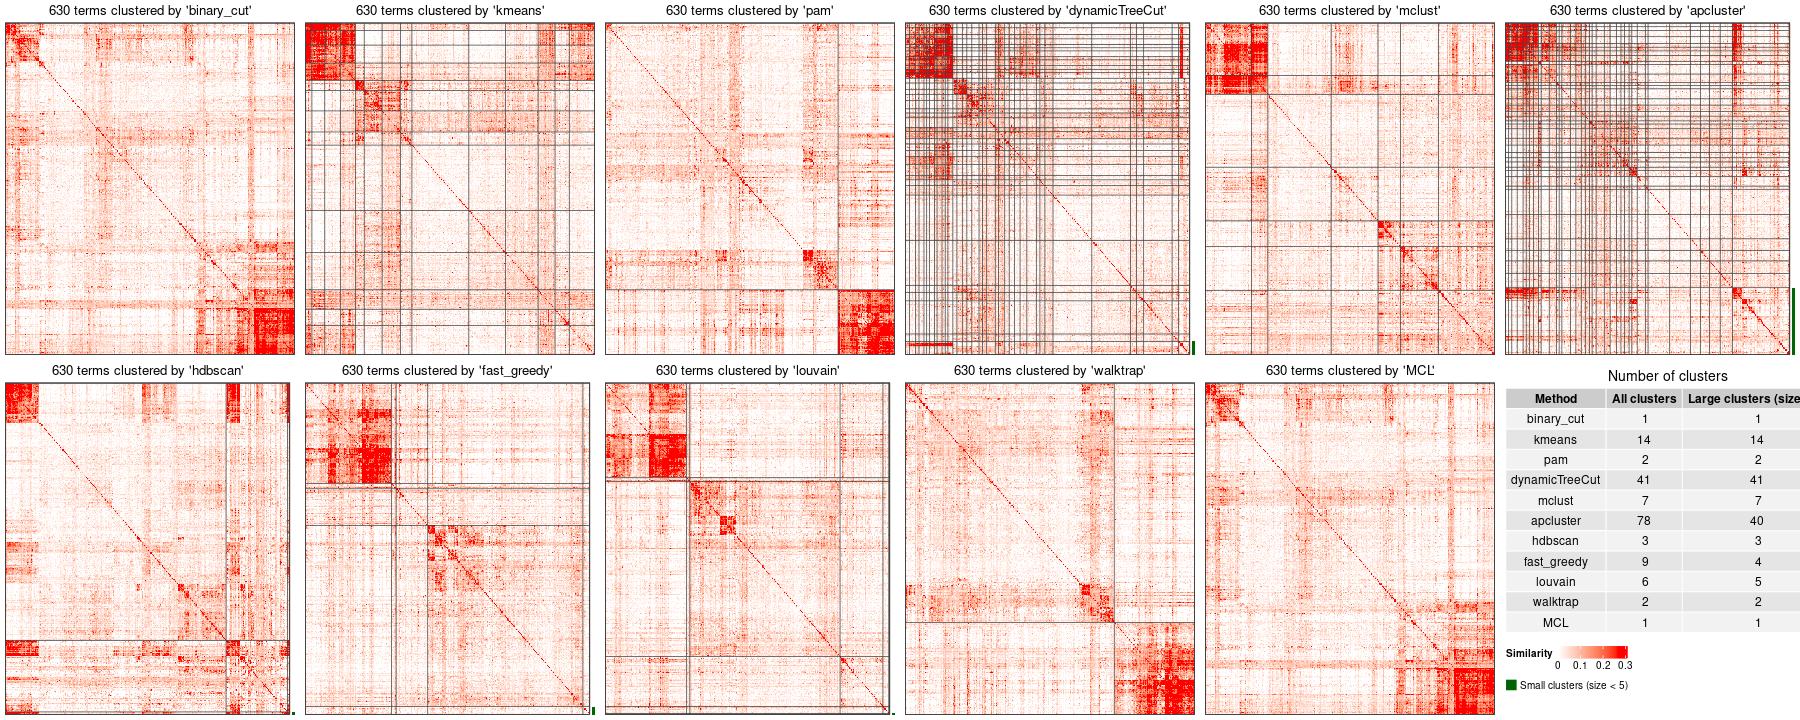 630 terms clustered by 'binary_cut'
630 terms clustered by 'kmeans'
630 terms clustered by 'pam'
630 terms clustered by 'dynamicTreeCut'
630 terms clustered by 'mclust'
630 terms clustered by 'apcluster'
630 terms clustered by 'hdbscan'
630 terms clustered by 'fast_greedy'
630 terms clustered by 'louvain'
630 terms clustered by 'walktrap'
630 terms clustered by 'MCL'
Number of clusters
Method All clusters Large clusters (size
binary_cut 1 1
kmeans 14 14
pam 2 2
dynamicTreeCut 41 41
mclust 7 7
apcluster 78 40
hdbscan 3 3
fast_greedy 9 4
louvain 6 5
walktrap 2 2
MCL 1 1
Similarity
0 0.1 0.2 0.3
Small clusters (size < 5)